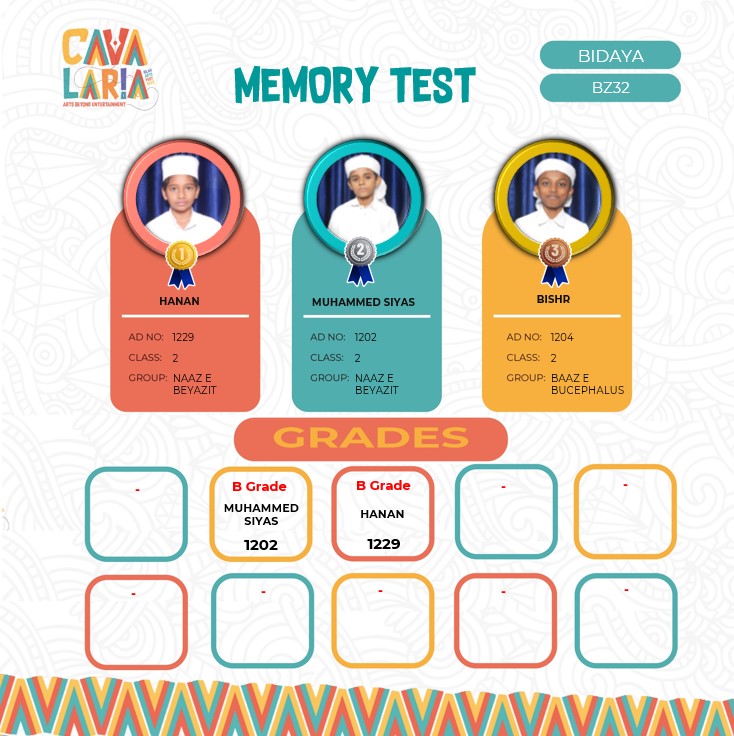 CAVA
LARIA
ARTS BEYOND ENTERTAINMENT
MEMORY TEST
BIDAYA
BZ32
1
HANAN
AD NO: 1229
CLASS: 2
GROUP: NAAZ E
BEYAZIT
2
MUHAMMED SIYAS
AD NO: 1202
CLASS: 2
GROUP: NAAZ E
BEYAZIT
3
BISHR
AD NO: 1204
CLASS: 2
GROUP: BAAZ E
BUCEPHALUS
GRADES
-
B Grade
MUHAMMED
SIYAS
1202
B Grade
HANAN
1229
-
-
-
-
-
-
-